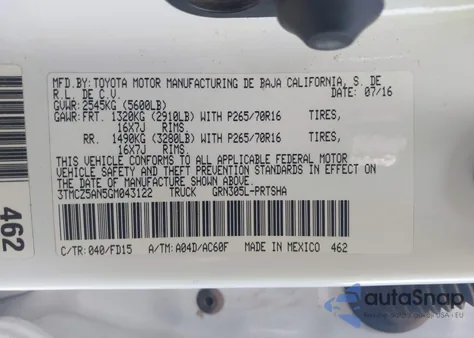 MFD.BY: TOYOTA MOTOR MANUFACTURING DE BAJA CALIFORNIA, S. DE
R.L. DE C.V. 07/16
GVWR: 2545KG (5600LB)
GAWR: FRT. 1320KG (2910LB) WITH P265/70R16 TIRES,
16X7J RIMS,
RR. 1490KG (3280LB) WITH P265/70R16 TIRES,
16X7J RIMS.
THIS VEHICLE CONFORMS TO ALL APPLICABLE FEDERAL MOTOR
VEHICLE SAFETY AND THEFT PREVENTION STANDARDS IN EFFECT ON
THE DATE OF MANUFACTURE SHOWN ABOVE.
3TMCZ5AN5GM043122 TRUCK GRN305L-PRTSHA
C/TR: 040/FD15 A/TM: A04D/AC60F MADE IN MEXICO 462
462
autoSnap
USA - EU